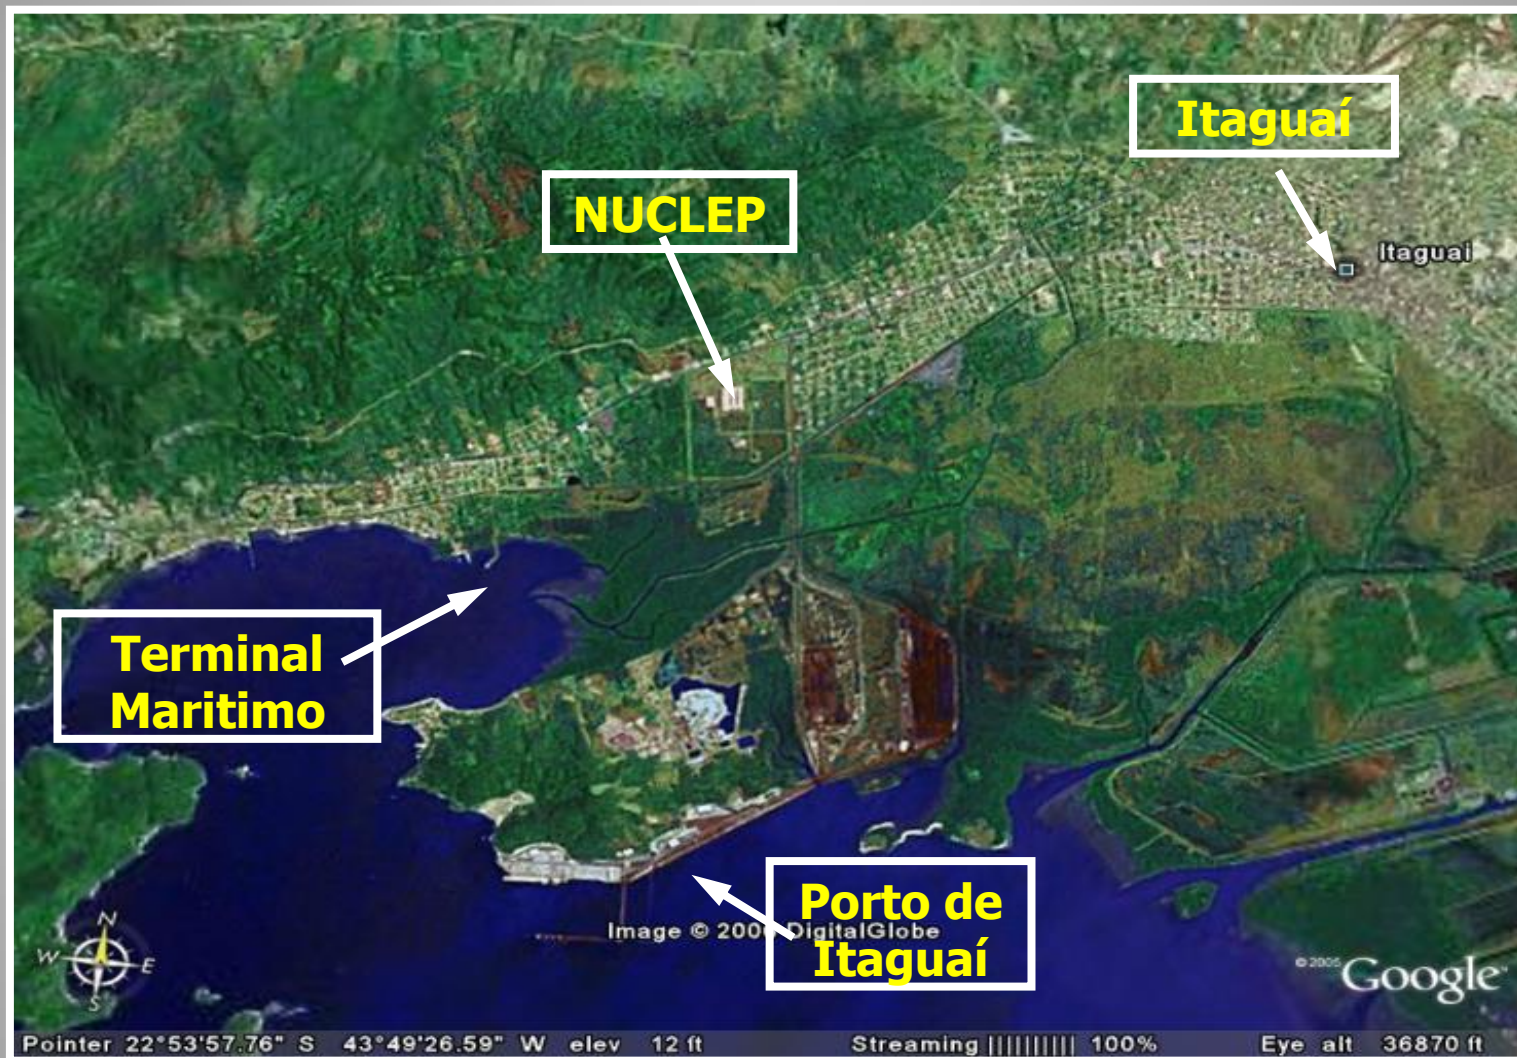 Itaguaí
NUCLEP
Itaguai
Terminal
Maritimo
Porto de
Itaguaí
Image © 2006 DigitalGlobe
N
W
E
S
© 2005 Google
Pointer 22°53'57.76" S 43°49'26.59" W elev 12 ft Streaming |||||||||| 100% Eye alt 36870 ft